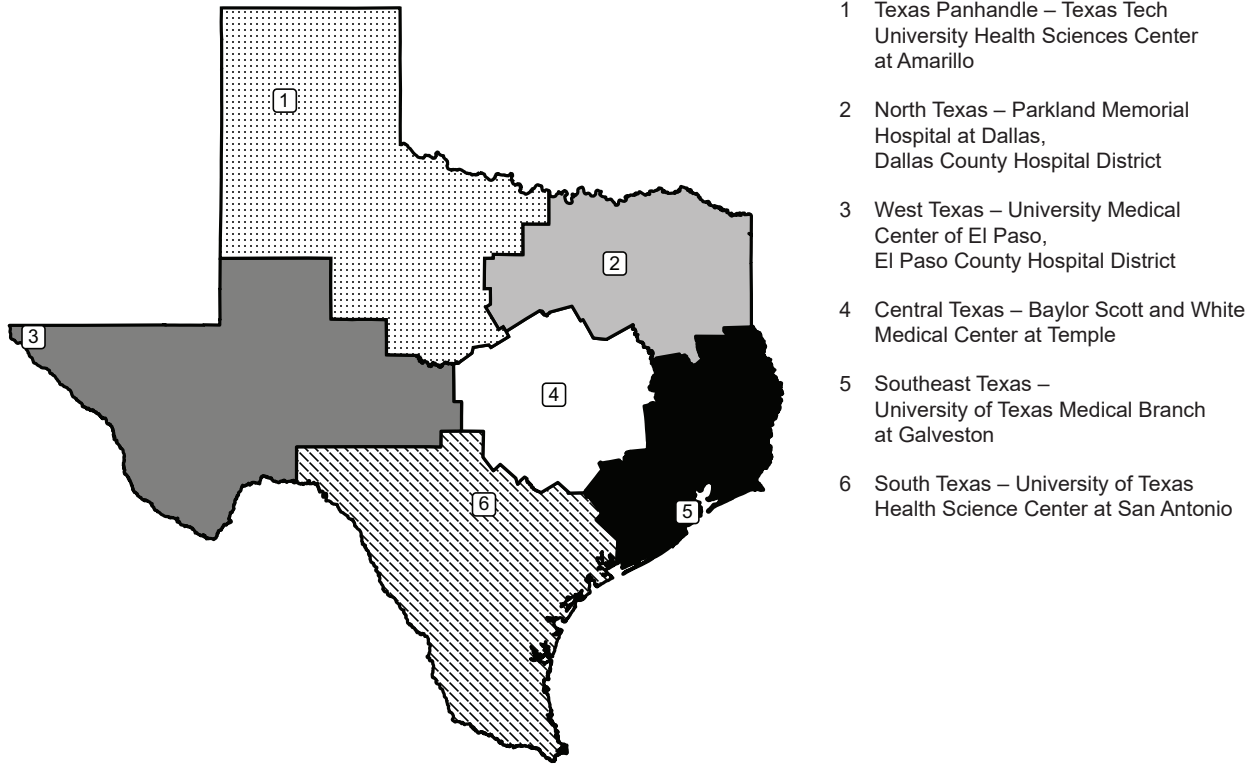 1
3
2
4
6
5
1 Texas Panhandle – Texas Tech
University Health Sciences Center
at Amarillo
2 North Texas – Parkland Memorial
Hospital at Dallas,
Dallas County Hospital District
3 West Texas – University Medical
Center of El Paso,
El Paso County Hospital District
4 Central Texas – Baylor Scott and White
Medical Center at Temple
5 Southeast Texas –
University of Texas Medical Branch
at Galveston
6 South Texas – University of Texas
Health Science Center at San Antonio